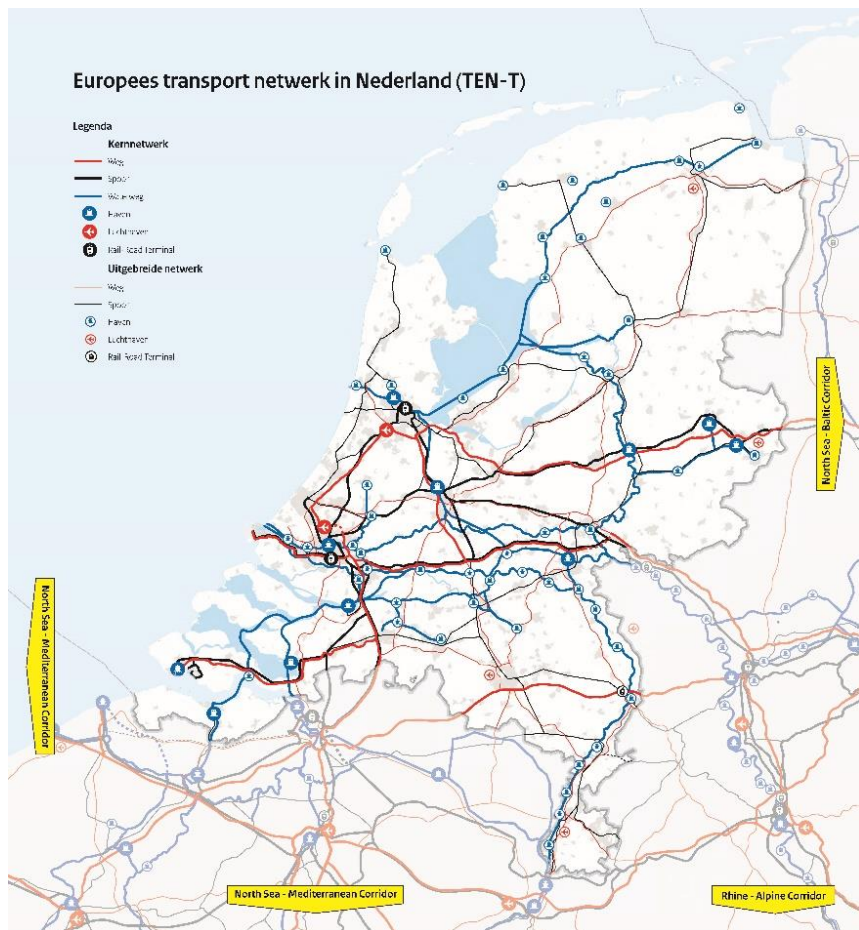 Europees transport netwerk in Nederland (TEN-T)
Legenda
Kernnetwerk
Weg
Spoor
Waterweg
Haven
Luchthaven
Rail Road Terminal
Uitgebreide netwerk
Weg
Spoor
Haven
Luchthaven
Rail Road Terminal
North Sea - Baltic Corridor
North Sea - Mediterranean Corridor
North Sea - Mediterranean Corridor
Rhine - Alpine Corridor